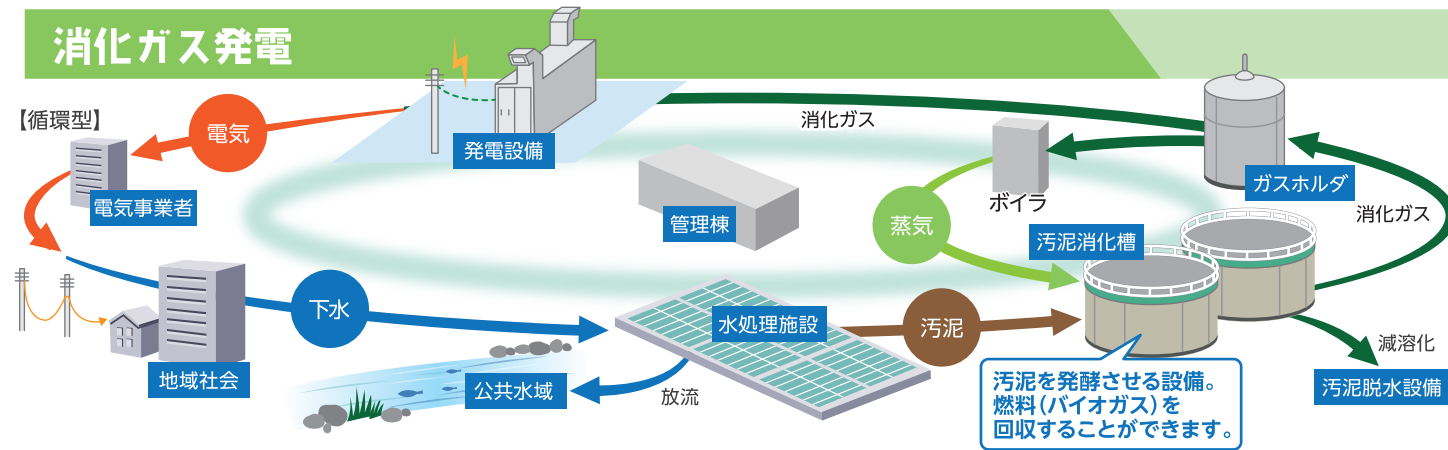 消化ガス発電
【循環型】
電気
電気事業者
発電設備
消化ガス
ボイラ
ガスホルダ
消化ガス
管理棟
蒸気
汚泥消化槽
下水
地域社会
水処理施設
汚泥
公共水域
放流
減溶化
汚泥脱水設備
汚泥を発酵させる設備。
燃料（バイオガス）を
回収することができます。